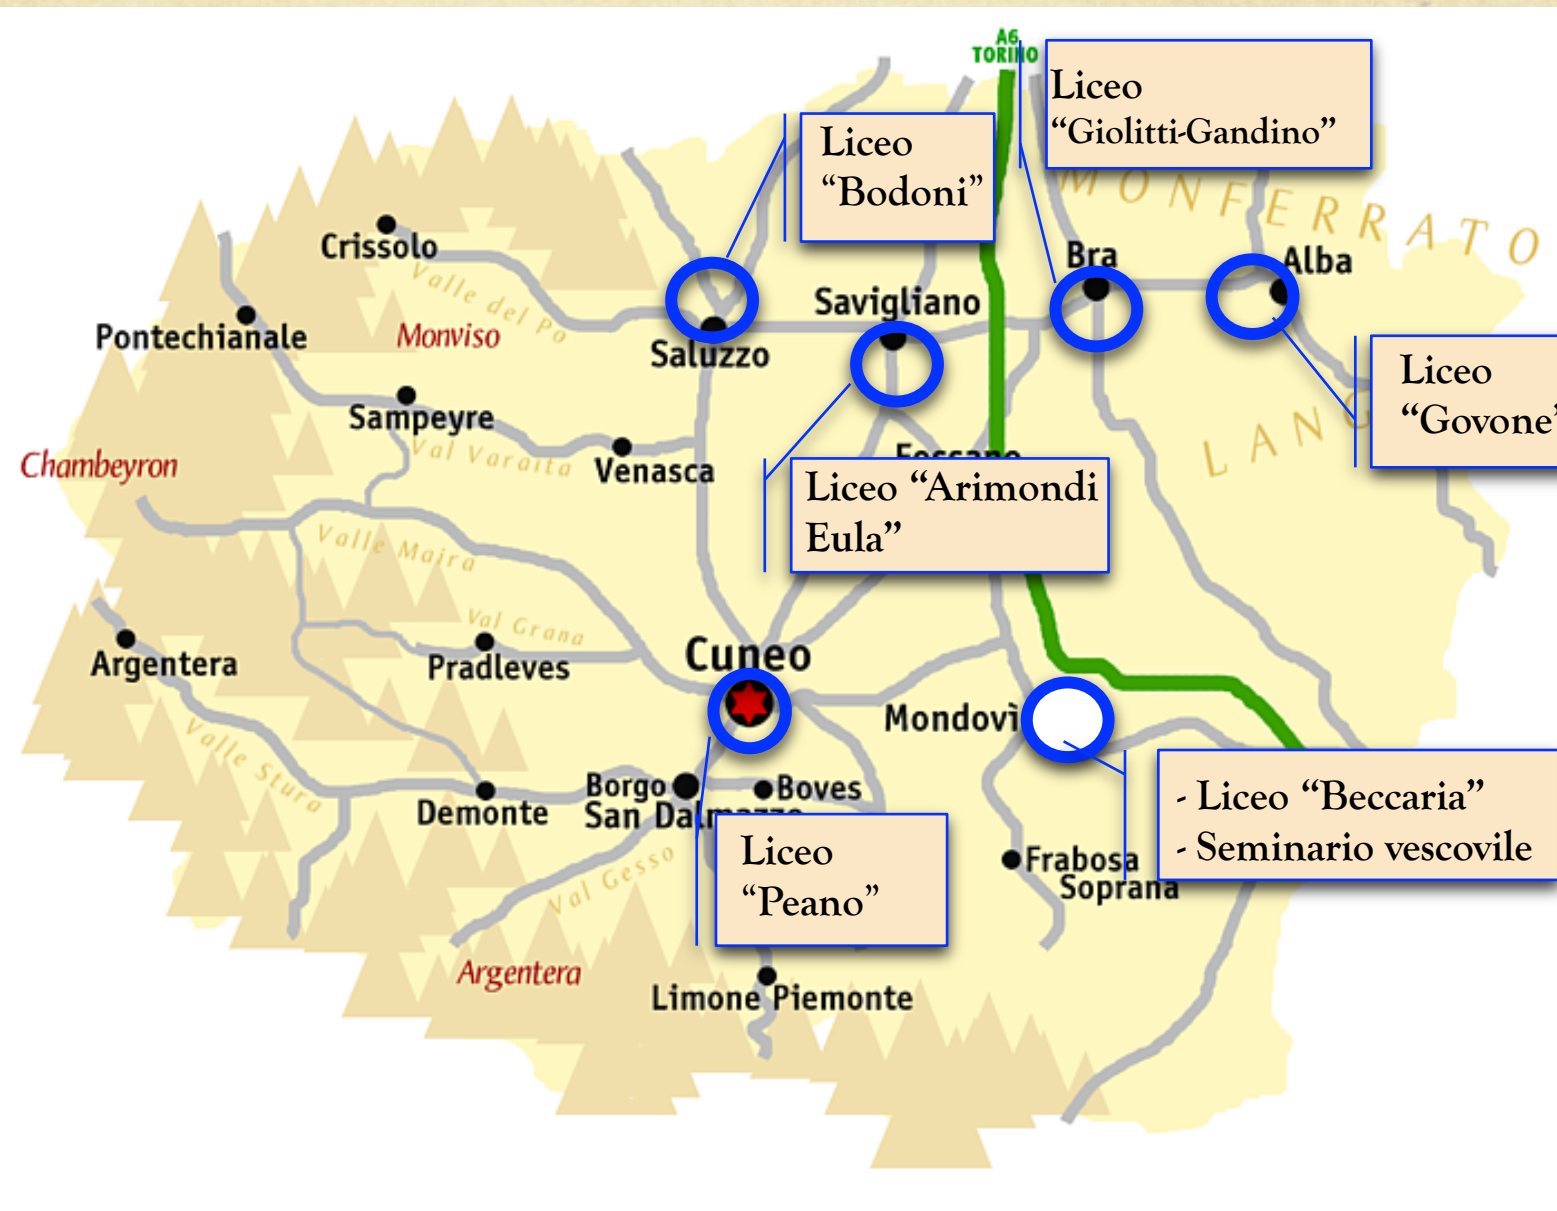 A6
TORINO
Liceo
“Giolitti-Gandino”
Liceo
“Bodoni”
MONFERRATO
Crissolo
Bra
Alba
Valle del Po
Savigliano
Pontechianale
Monviso
Saluzzo
Liceo
“Govone”
Sampeyre
LANG
Val Varaita
Chambeyron
Venasca
Fossano
Liceo “Arimondi
Eula”
Valle Maira
Val Grana
Argentera
Pradleves
Cuneo
Mondovì
Valle Stura
Demonte
Borgo
San Dalmazzo
Boves
- Liceo “Beccaria”
- Seminario vescovile
Liceo
“Peano”
Val Gesso
Frabosa
Soprana
Argentera
Limone Piemonte